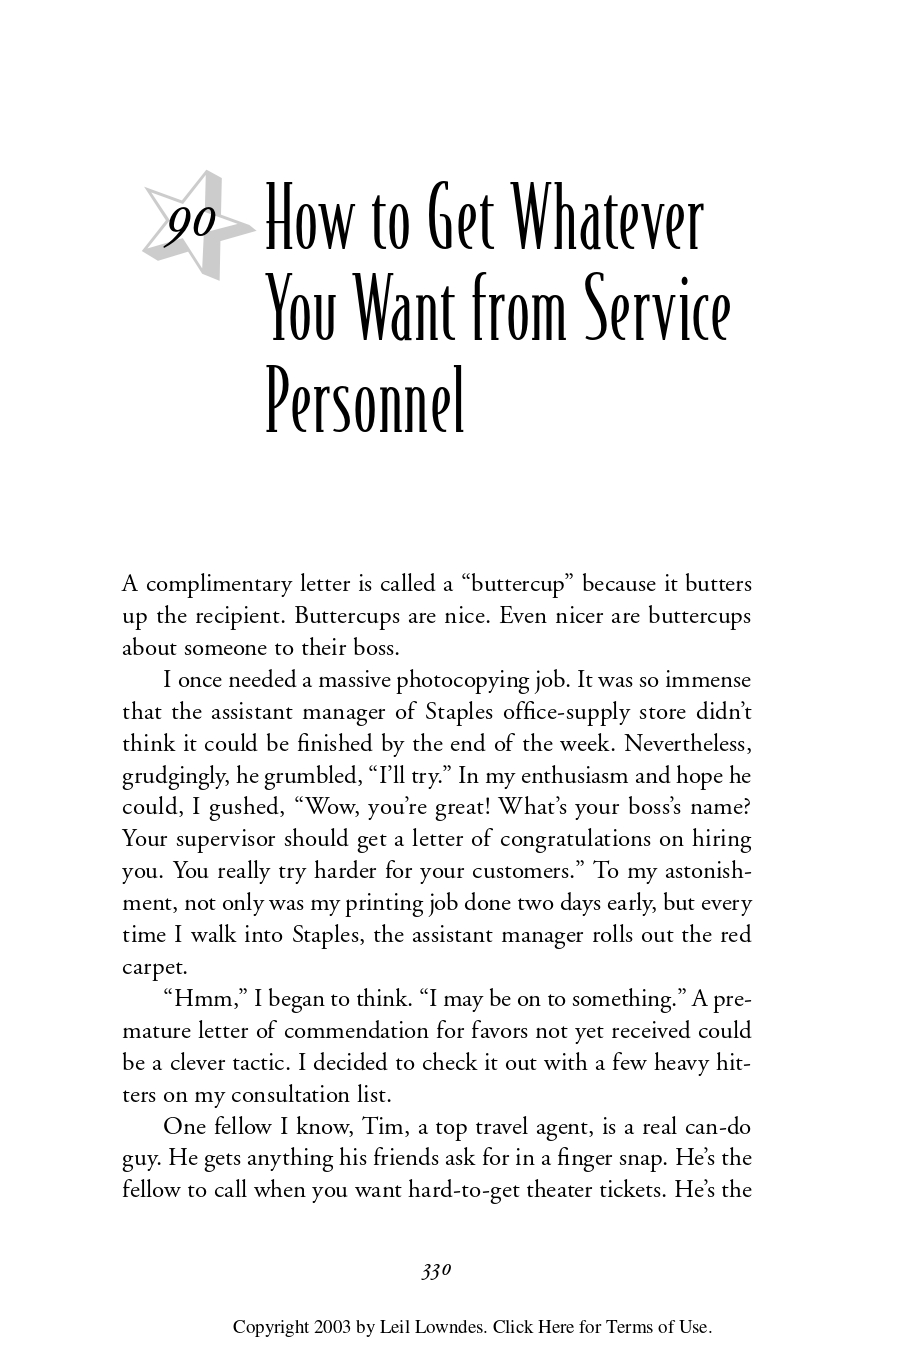 90
How to Get Whatever
You Want from Service
Personnel
A complimentary letter is called a “buttercup” because it butters
up the recipient. Buttercups are nice. Even nicer are buttercups
about someone to their boss.
I once needed a massive photocopying job. It was so immense
that the assistant manager of Staples office-supply store didn’t
think it could be finished by the end of the week. Nevertheless,
grudgingly, he grumbled, “I’ll try.” In my enthusiasm and hope he
could, I gushed, “Wow, you’re great! What’s your boss’s name?
Your supervisor should get a letter of congratulations on hiring
you. You really try harder for your customers.” To my astonish-
ment, not only was my printing job done two days early, but every
time I walk into Staples, the assistant manager rolls out the red
carpet.
“Hmm,” I began to think. “I may be on to something.” A pre-
mature letter of commendation for favors not yet received could
be a clever tactic. I decided to check it out with a few heavy hit-
ters on my consultation list.
One fellow I know, Tim, a top travel agent, is a real can-do
guy. He gets anything his friends ask for in a finger snap. He’s the
fellow to call when you want hard-to-get theater tickets. He’s the
330
Copyright 2003 by Leil Lowndes. Click Here for Terms of Use.